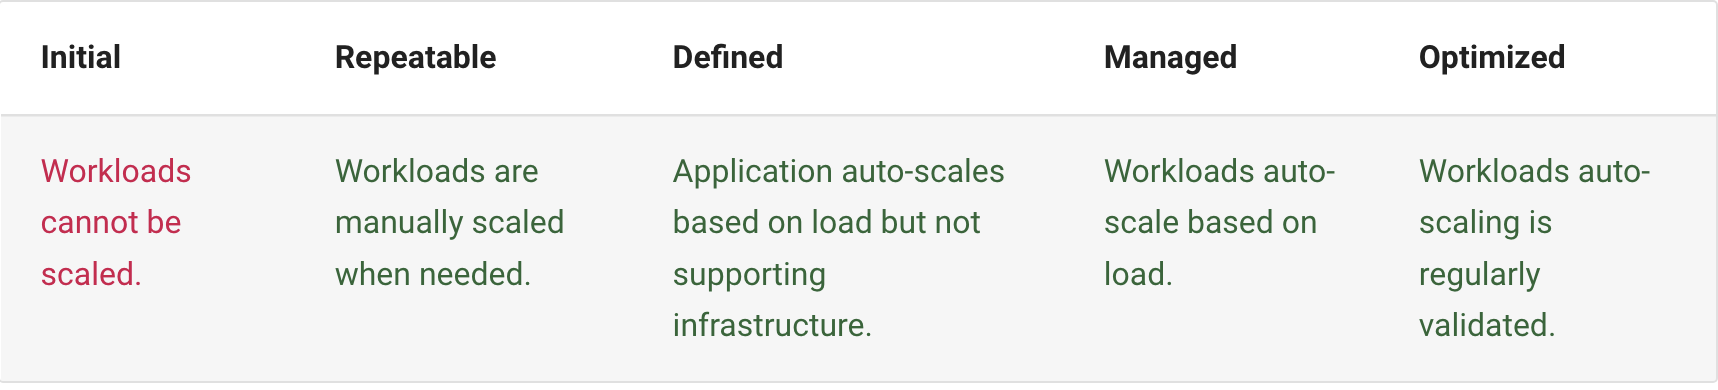 Initial
Repeatable
Defined
Managed
Optimized
Workloads
cannot be
scaled.
Workloads are
manually scaled
when needed.
Application auto-scales
based on load but not
supporting
infrastructure.
Workloads auto-
scale based on
load.
Workloads auto-
scaling is
regularly
validated.